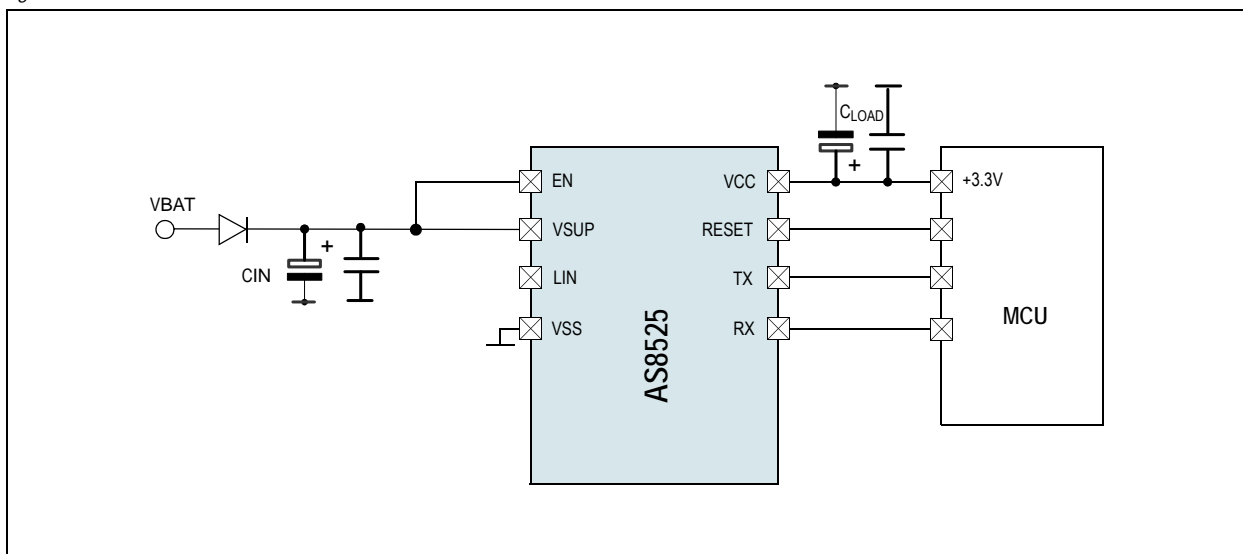 CLOAD
+
EN
VCC
+3.3V
VBAT
VSUP
RESET
+
CIN
LIN
TX
MCU
VSS
RX
AS8525